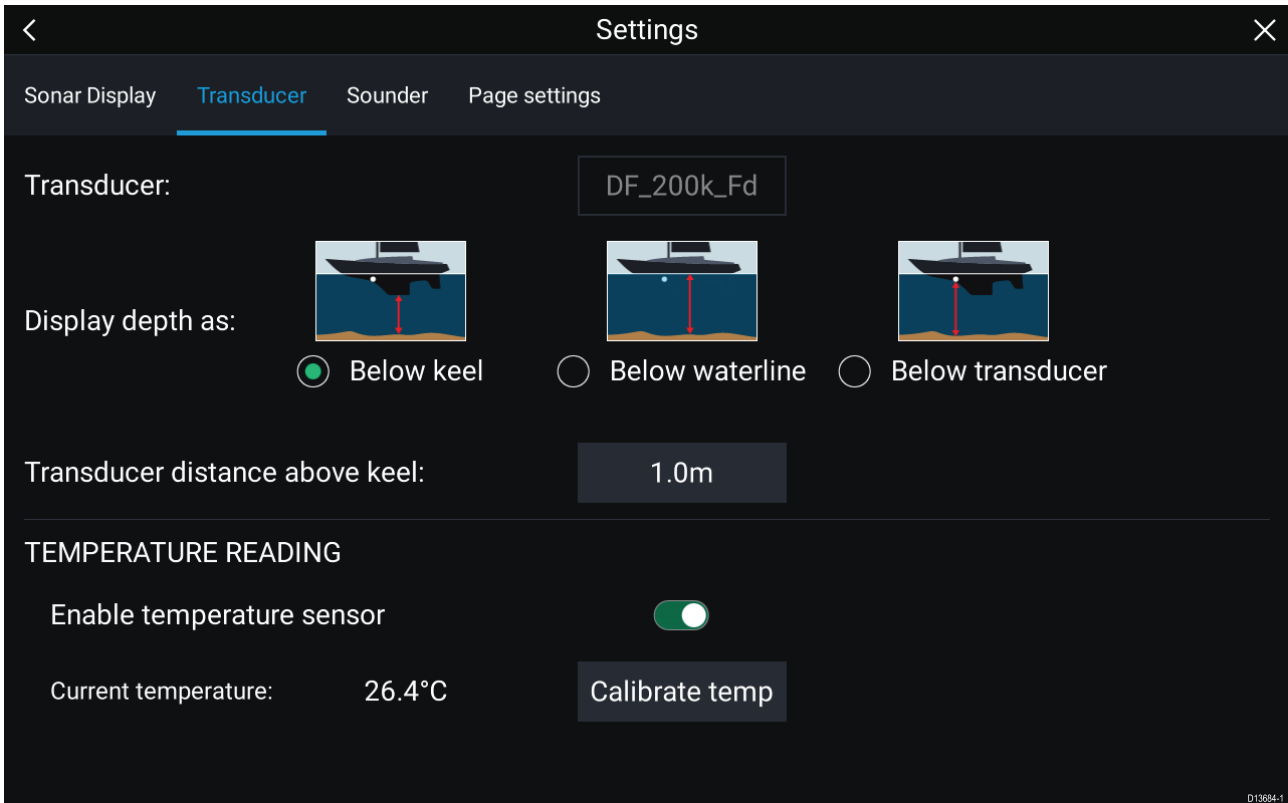 Settings
Sonar Display Transducer Sounder Page settings
Transducer: DF_200k_Fd
Display depth as:
Below keel Below waterline Below transducer
Transducer distance above keel: 1.0m
TEMPERATURE READING
Enable temperature sensor
Current temperature: 26.4°C Calibrate temp
D13684-1